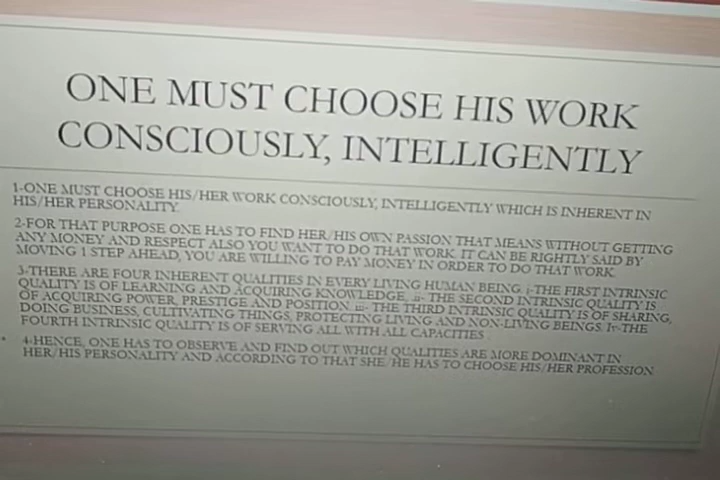 ONE MUST CHOOSE HIS WORK
CONSCIOUSLY, INTELLIGENTLY
1-ONE MUST CHOOSE HIS/HER WORK CONSCIOUSLY, INTELLIGENTLY WHICH IS INHERENT IN
HIS/HER PERSONALITY.
2-FOR THAT PURPOSE ONE HAS TO FIND HER/HIS OWN PASSION THAT MEANS WITHOUT GETTING
ANY MONEY AND RESPECT ALSO YOU WANT TO DO THAT WORK. IT CAN BE RIGHTLY SAID BY
MOVING 1 STEP AHEAD, YOU ARE WILLING TO PAY MONEY IN ORDER TO DO THAT WORK.
3-THERE ARE FOUR INHERENT QUALITIES IN EVERY LIVING HUMAN BEING. i-THE FIRST INTRINSIC
QUALITY IS OF LEARNING AND ACQUIRING KNOWLEDGE, ii- THE SECOND INTRINSIC QUALITY IS
OF ACQUIRING POWER, PRESTIGE AND POSITION. iii- THE THIRD INTRINSIC QUALITY IS OF SHARING,
DOING BUSINESS, CULTIVATING THINGS, PROTECTING LIVING AND NON-LIVING BEINGS. Iv-THE
FOURTH INTRINSIC QUALITY IS OF SERVING ALL WITH ALL CAPACITIES .
• 4-HENCE, ONE HAS TO OBSERVE AND FIND OUT WHICH QUALITIES ARE MORE DOMINANT IN
HER/HIS PERSONALITY AND ACCORDING TO THAT SHE/HE HAS TO CHOOSE HIS/HER PROFESSION